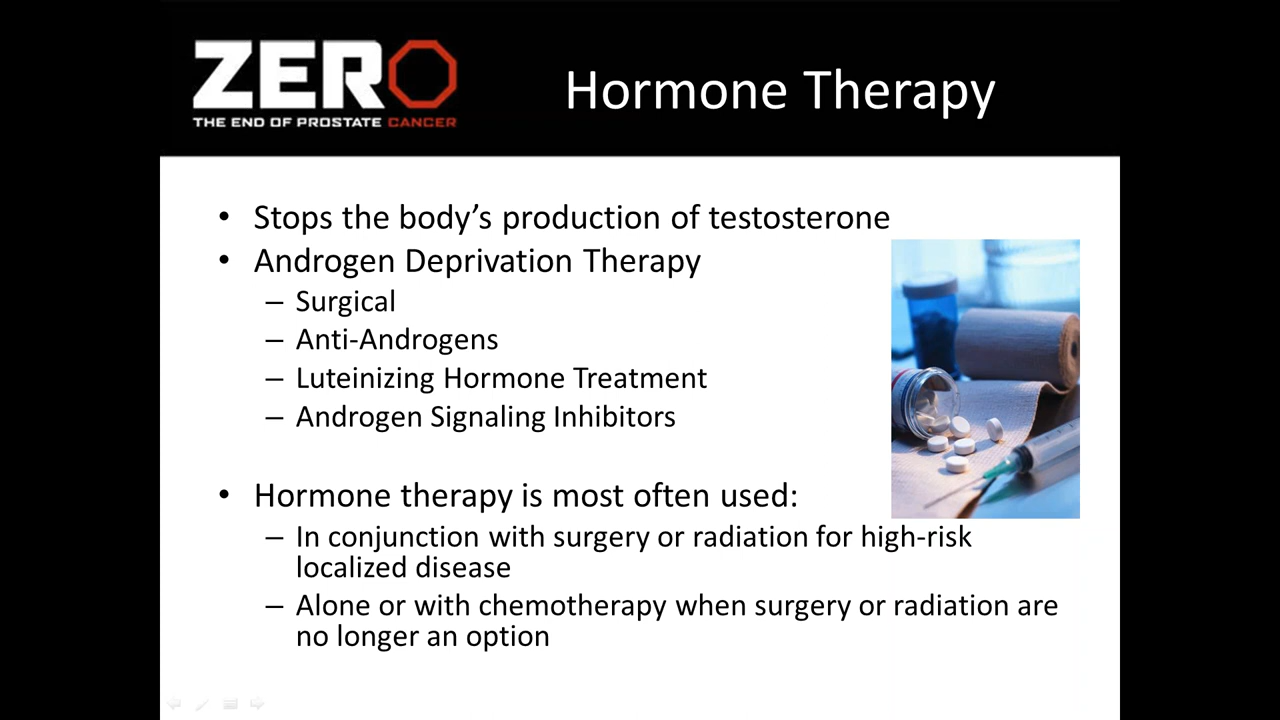 ZERO
THE END OF PROSTATE CANCER
Hormone Therapy
• Stops the body’s production of testosterone
• Androgen Deprivation Therapy
– Surgical
– Anti-Androgens
– Luteinizing Hormone Treatment
– Androgen Signaling Inhibitors
• Hormone therapy is most often used:
– In conjunction with surgery or radiation for high-risk
localized disease
– Alone or with chemotherapy when surgery or radiation are
no longer an option